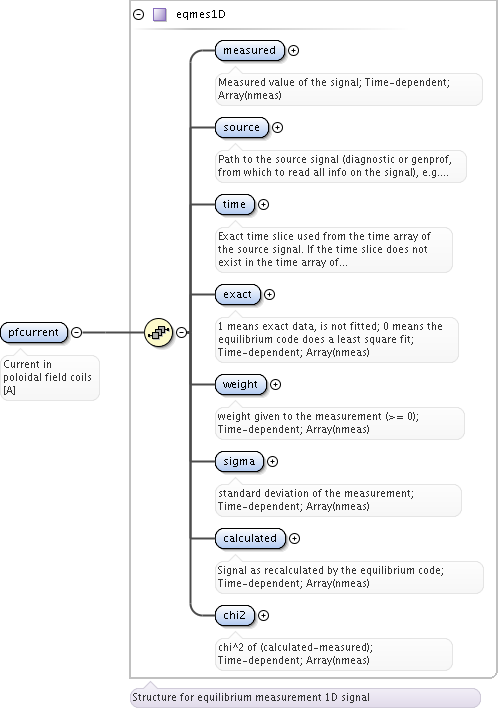 eqmes1D
measured
Measured value of the signal; Time-dependent;
Array(nmeas)
source
Path to the source signal (diagnostic or genprof,
from which to read all info on the signal), e.g....
time
Exact time slice used from the time array of
the source signal. If the time slice does not
exist in the time array of...
exact
1 means exact data, is not fitted; 0 means the
equilibrium code does a least square fit;
Time-dependent; Array(nmeas)
pfcurrent
Current in
poloidal field coils
[A]
weight
weight given to the measurement (>= 0);
Time-dependent; Array(nmeas)
sigma
standard deviation of the measurement;
Time-dependent; Array(nmeas)
calculated
Signal as recalculated by the equilibrium code;
Time-dependent; Array(nmeas)
chi2
chi^2 of (calculated-measured);
Time-dependent; Array(nmeas)
Structure for equilibrium measurement 1D signal